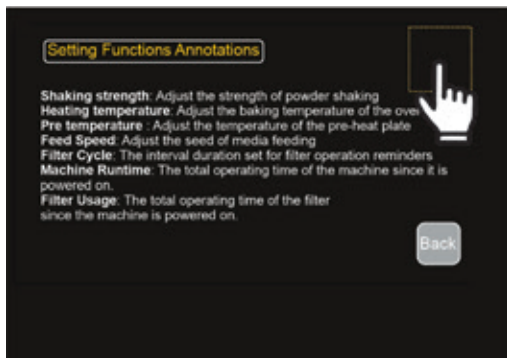 Setting Functions Annotations
Shaking strength: Adjust the strength of powder shaking
Heating temperature: Adjust the baking temperature of the over
Pre temperature : Adjust the temperature of the pre-heat plate
Feed Speed: Adjust the seed of media feeding
Filter Cycle: The interval duration set for filter operation reminders
Machine Runtime: The total operating time of the machine since it is
powered on.
Filter Usage: The total operating time of the filter
since the machine is powered on.
Back